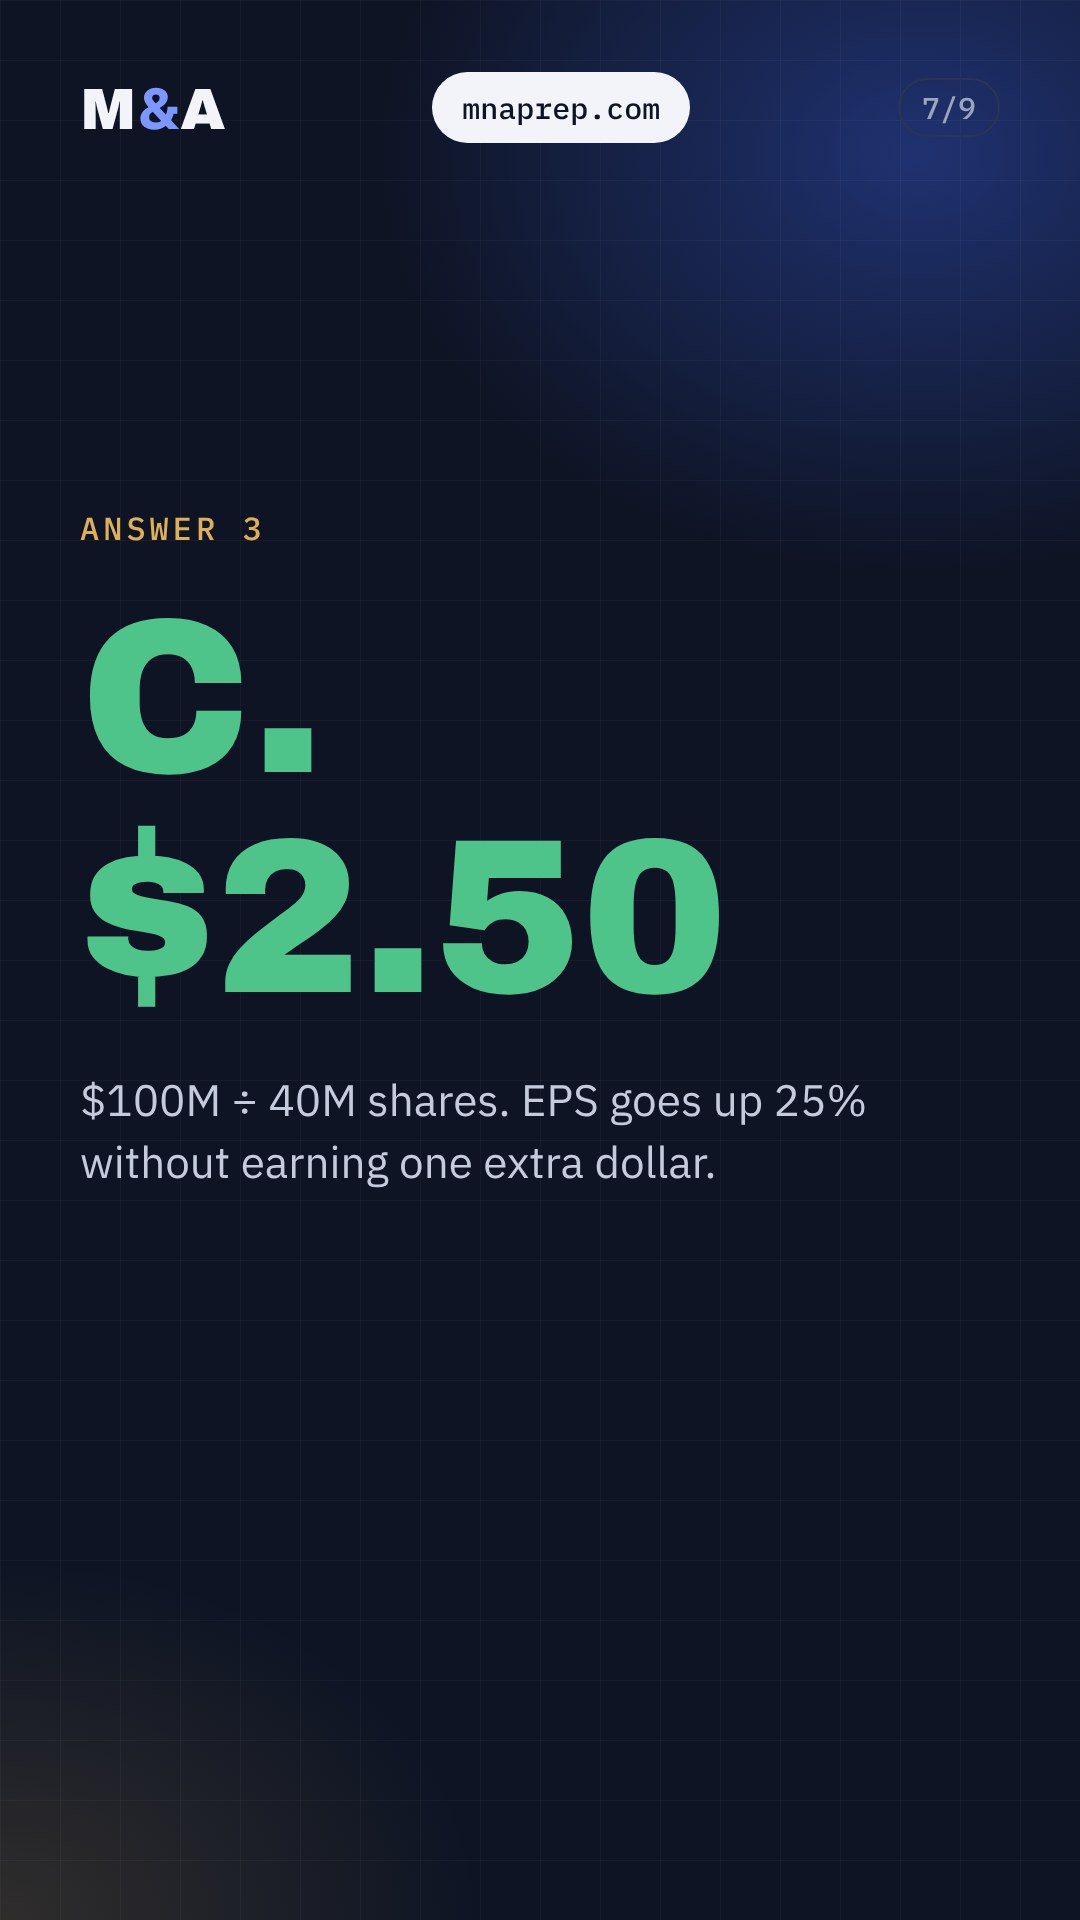 M&A
mnaprep.com
7/9
ANSWER 3
C.
$2.50
$100M ÷ 40M shares. EPS goes up 25%
without earning one extra dollar.